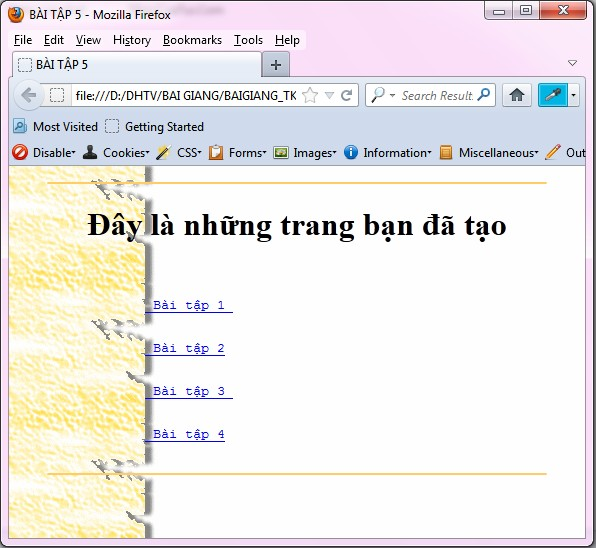 BÀI TẬP 5 - Mozilla Firefox
File Edit View History Bookmarks Tools Help
BÀI TẬP 5
file:///D:/DHTV/BAI GIANG/BAIGIANG_TK Search Result
Most Visited Getting Started
Disable Cookies CSS Forms Images Information Miscellaneous Out
Đây là những trang bạn đã tạo
Bài tập 1
Bài tập 2
Bài tập 3
Bài tập 4